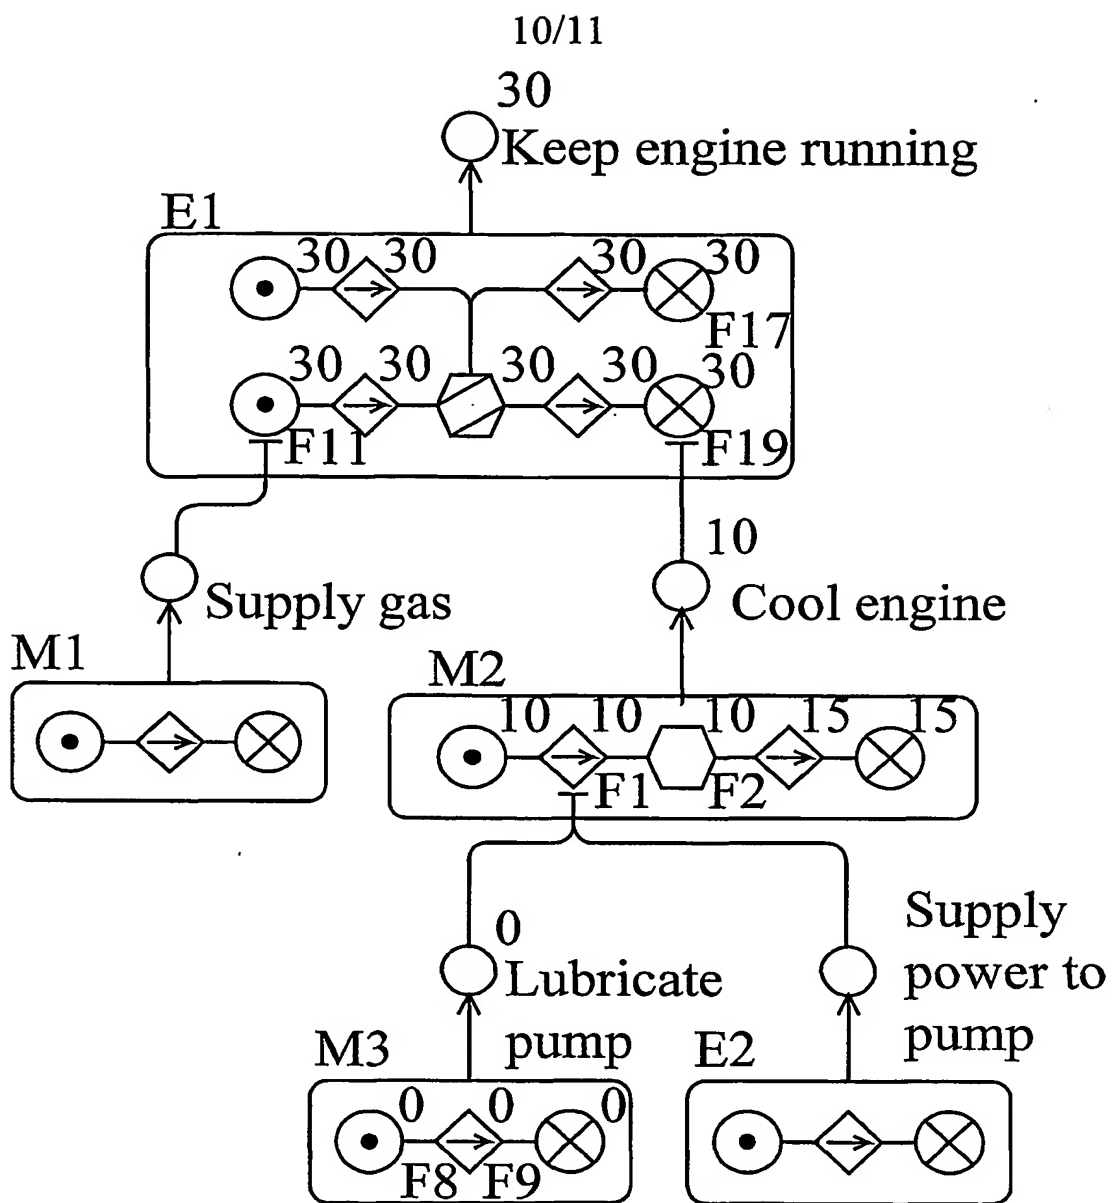 10/11
30
Keep engine running
E1
30 30 30 30
F17
30 30 30 30 30
F11 F19
10
Supply gas
Cool engine
M1
M2
10 10 10 15 15
F1 F2
0
Lubricate
pump
Supply
power to
pump
M3
E2
0 0 0
F8 F9